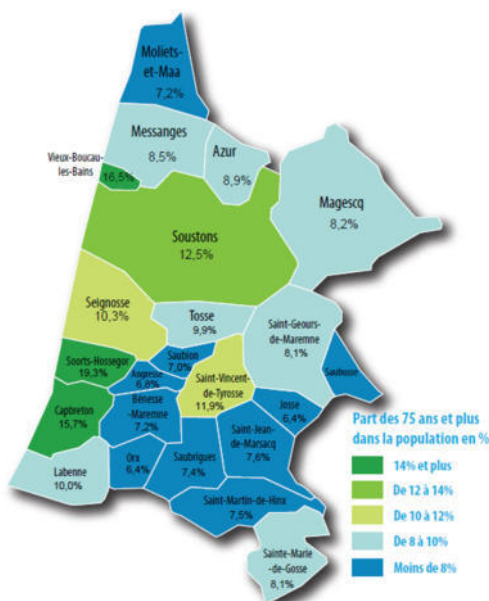 Moliets-
et-Maa
7,2%
Messanges
8,5%
Azur
8,9%
Vieux-Boucau-
les-Bains
16,5%
Magescq
8,2%
Soustons
12,5%
Seignosse
10,3%
Tosse
9,9%
Saint-Geours-
de-Maremne
8,1%
Soorts-Hossegor
19,3%
Saubion
7,0%
Angresse
6,8%
Saint-Vincent-
de-Tyrosse
11,9%
Saubusse
Capbreton
15,7%
Bénesse
-Maremne
7,2%
Josse
6,4%
Saint-Jean-
de-Marsacq
7,6%
Labenne
10,0%
Orx
6,4%
Saubrigues
7,4%
Saint-Martin-de-Hinx
7,5%
Sainte-Marie
-de-Gosse
8,1%
Part des 75 ans et plus
dans la population en %
14% et plus
De 12 à 14%
De 10 à 12%
De 8 à 10%
Moins de 8%